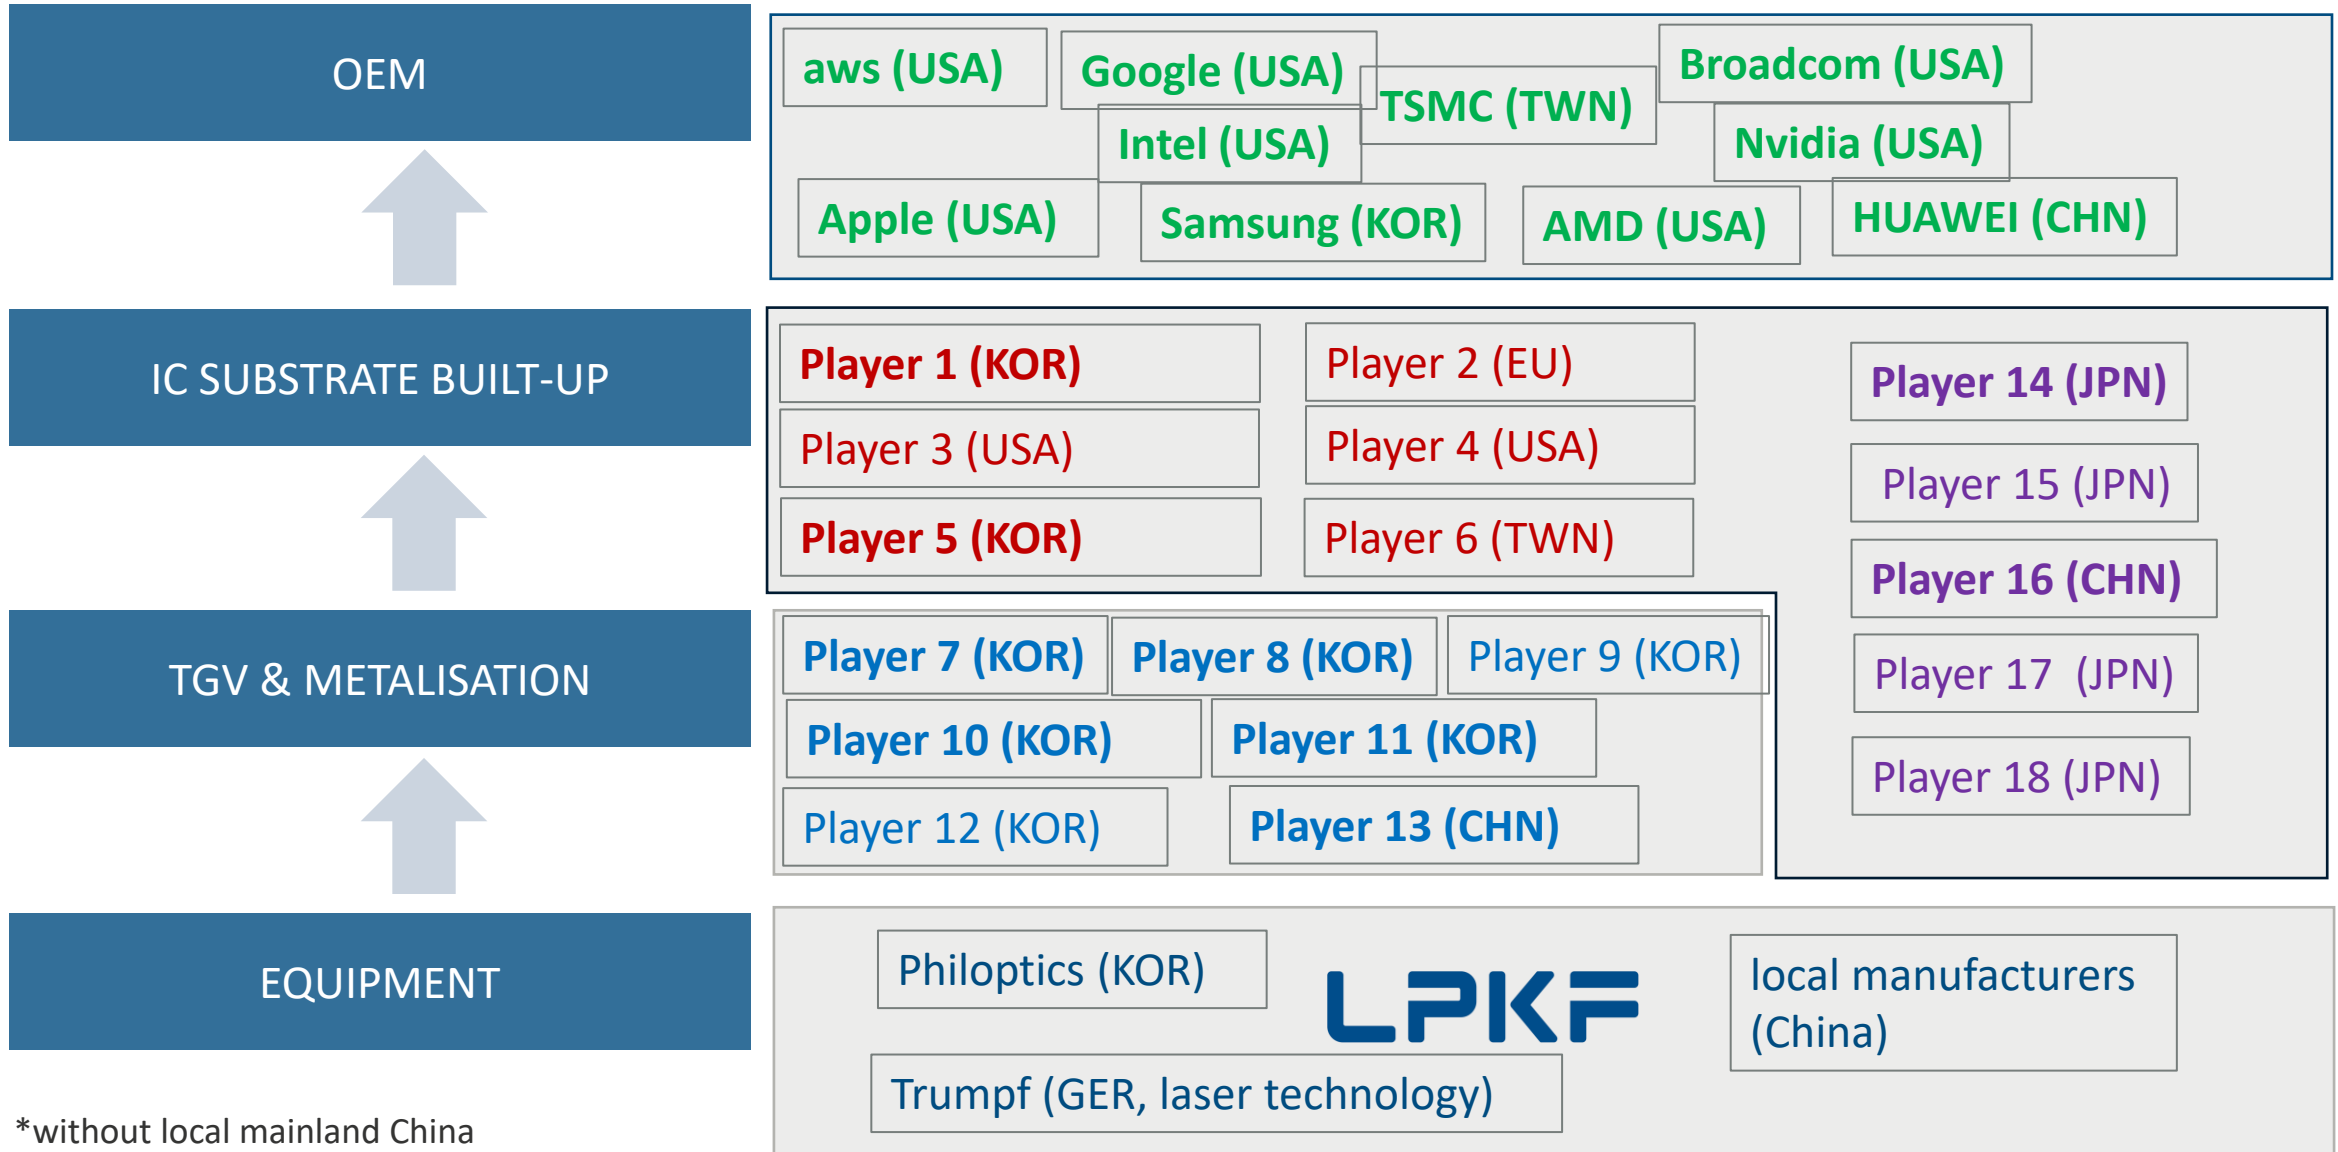 OEM
aws (USA)
Google (USA)
TSMC (TWN)
Broadcom (USA)
Intel (USA)
Nvidia (USA)
Apple (USA)
Samsung (KOR)
AMD (USA)
HUAWEI (CHN)
IC SUBSTRATE BUILT-UP
Player 1 (KOR)
Player 2 (EU)
Player 3 (USA)
Player 4 (USA)
Player 5 (KOR)
Player 6 (TWN)
Player 14 (JPN)
Player 15 (JPN)
Player 16 (CHN)
Player 17  (JPN)
Player 18 (JPN)
TGV & METALISATION
Player 7 (KOR)
Player 8 (KOR)
Player 9 (KOR)
Player 10 (KOR)
Player 11 (KOR)
Player 12 (KOR)
Player 13 (CHN)
EQUIPMENT
Philoptics (KOR)
LPKF
local manufacturers
(China)
Trumpf (GER, laser technology)
*without local mainland China